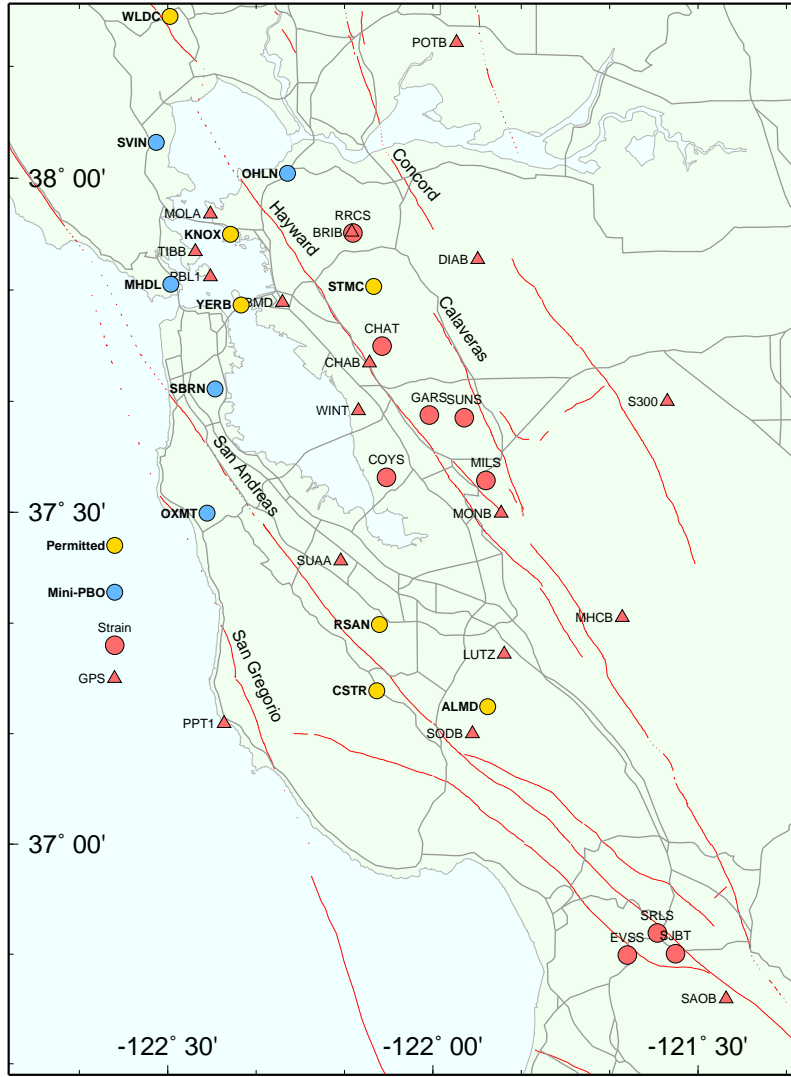 WLDC
POTB
SVIN
OHLN
38° 00'
Concord
MOLA
RRCS
KNOX
BRIB
Hayward
TIBB
DIAB
PBL1
MHDL
STMC
YERB
BMD
CHAT
Calaveras
CHAB
SBRN
GARS
SUNS
S300
WINT
San Andreas
COYS
MILS
37° 30'
OXMT
MONB
Permitted
SUAA
Mini-PBO
MHCB
Strain
RSAN
San Gregorio
LUTZ
GPS
CSTR
ALMD
PPT1
SODB
37° 00'
SRLS
EVSS
SJBT
SAOB
-122° 30'
-122° 00'
-121° 30'